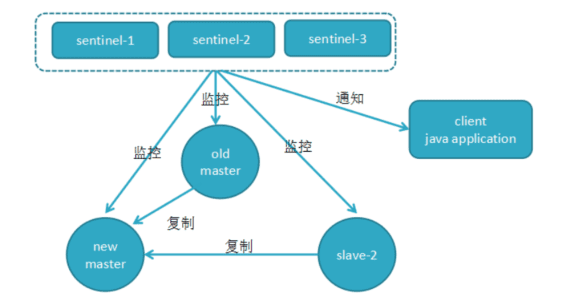 sentinel-1
sentinel-2
sentinel-3
监控
通知
client
java application
监控
监控
old
master
复制
复制
new
master
slave-2